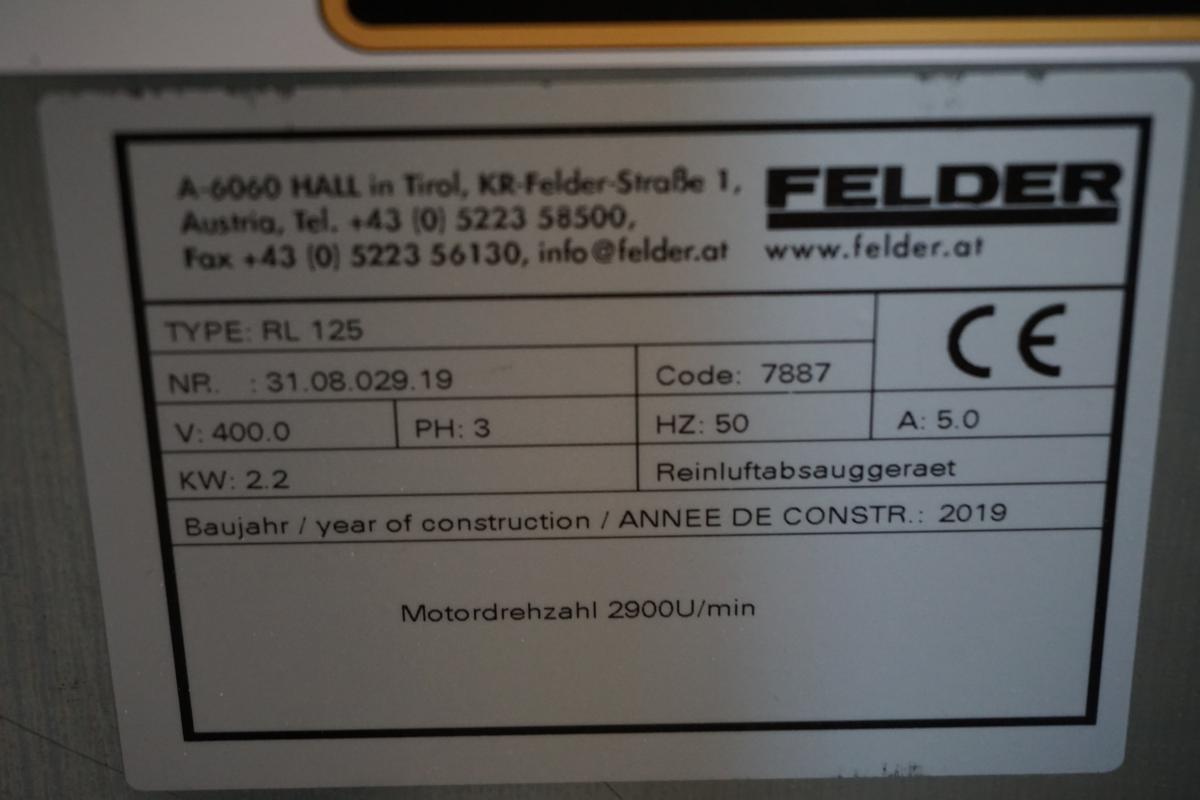 A-6060 HALL in Tirol, KR-Felder-Straße 1,
Austria, Tel. +43 (0) 5223 58500,
Fax +43 (0) 5223 56130, info@felder.at
FELDER
www.felder.at
TYPE: RL 125
CE
NR. : 31.08.029.19 Code: 7887
V: 400.0 PH: 3 HZ: 50 A: 5.0
KW: 2.2 Reinluftabsauggeraet
Baujahr / year of construction / ANNEE DE CONSTR.: 2019
Motordrehzahl 2900U/min